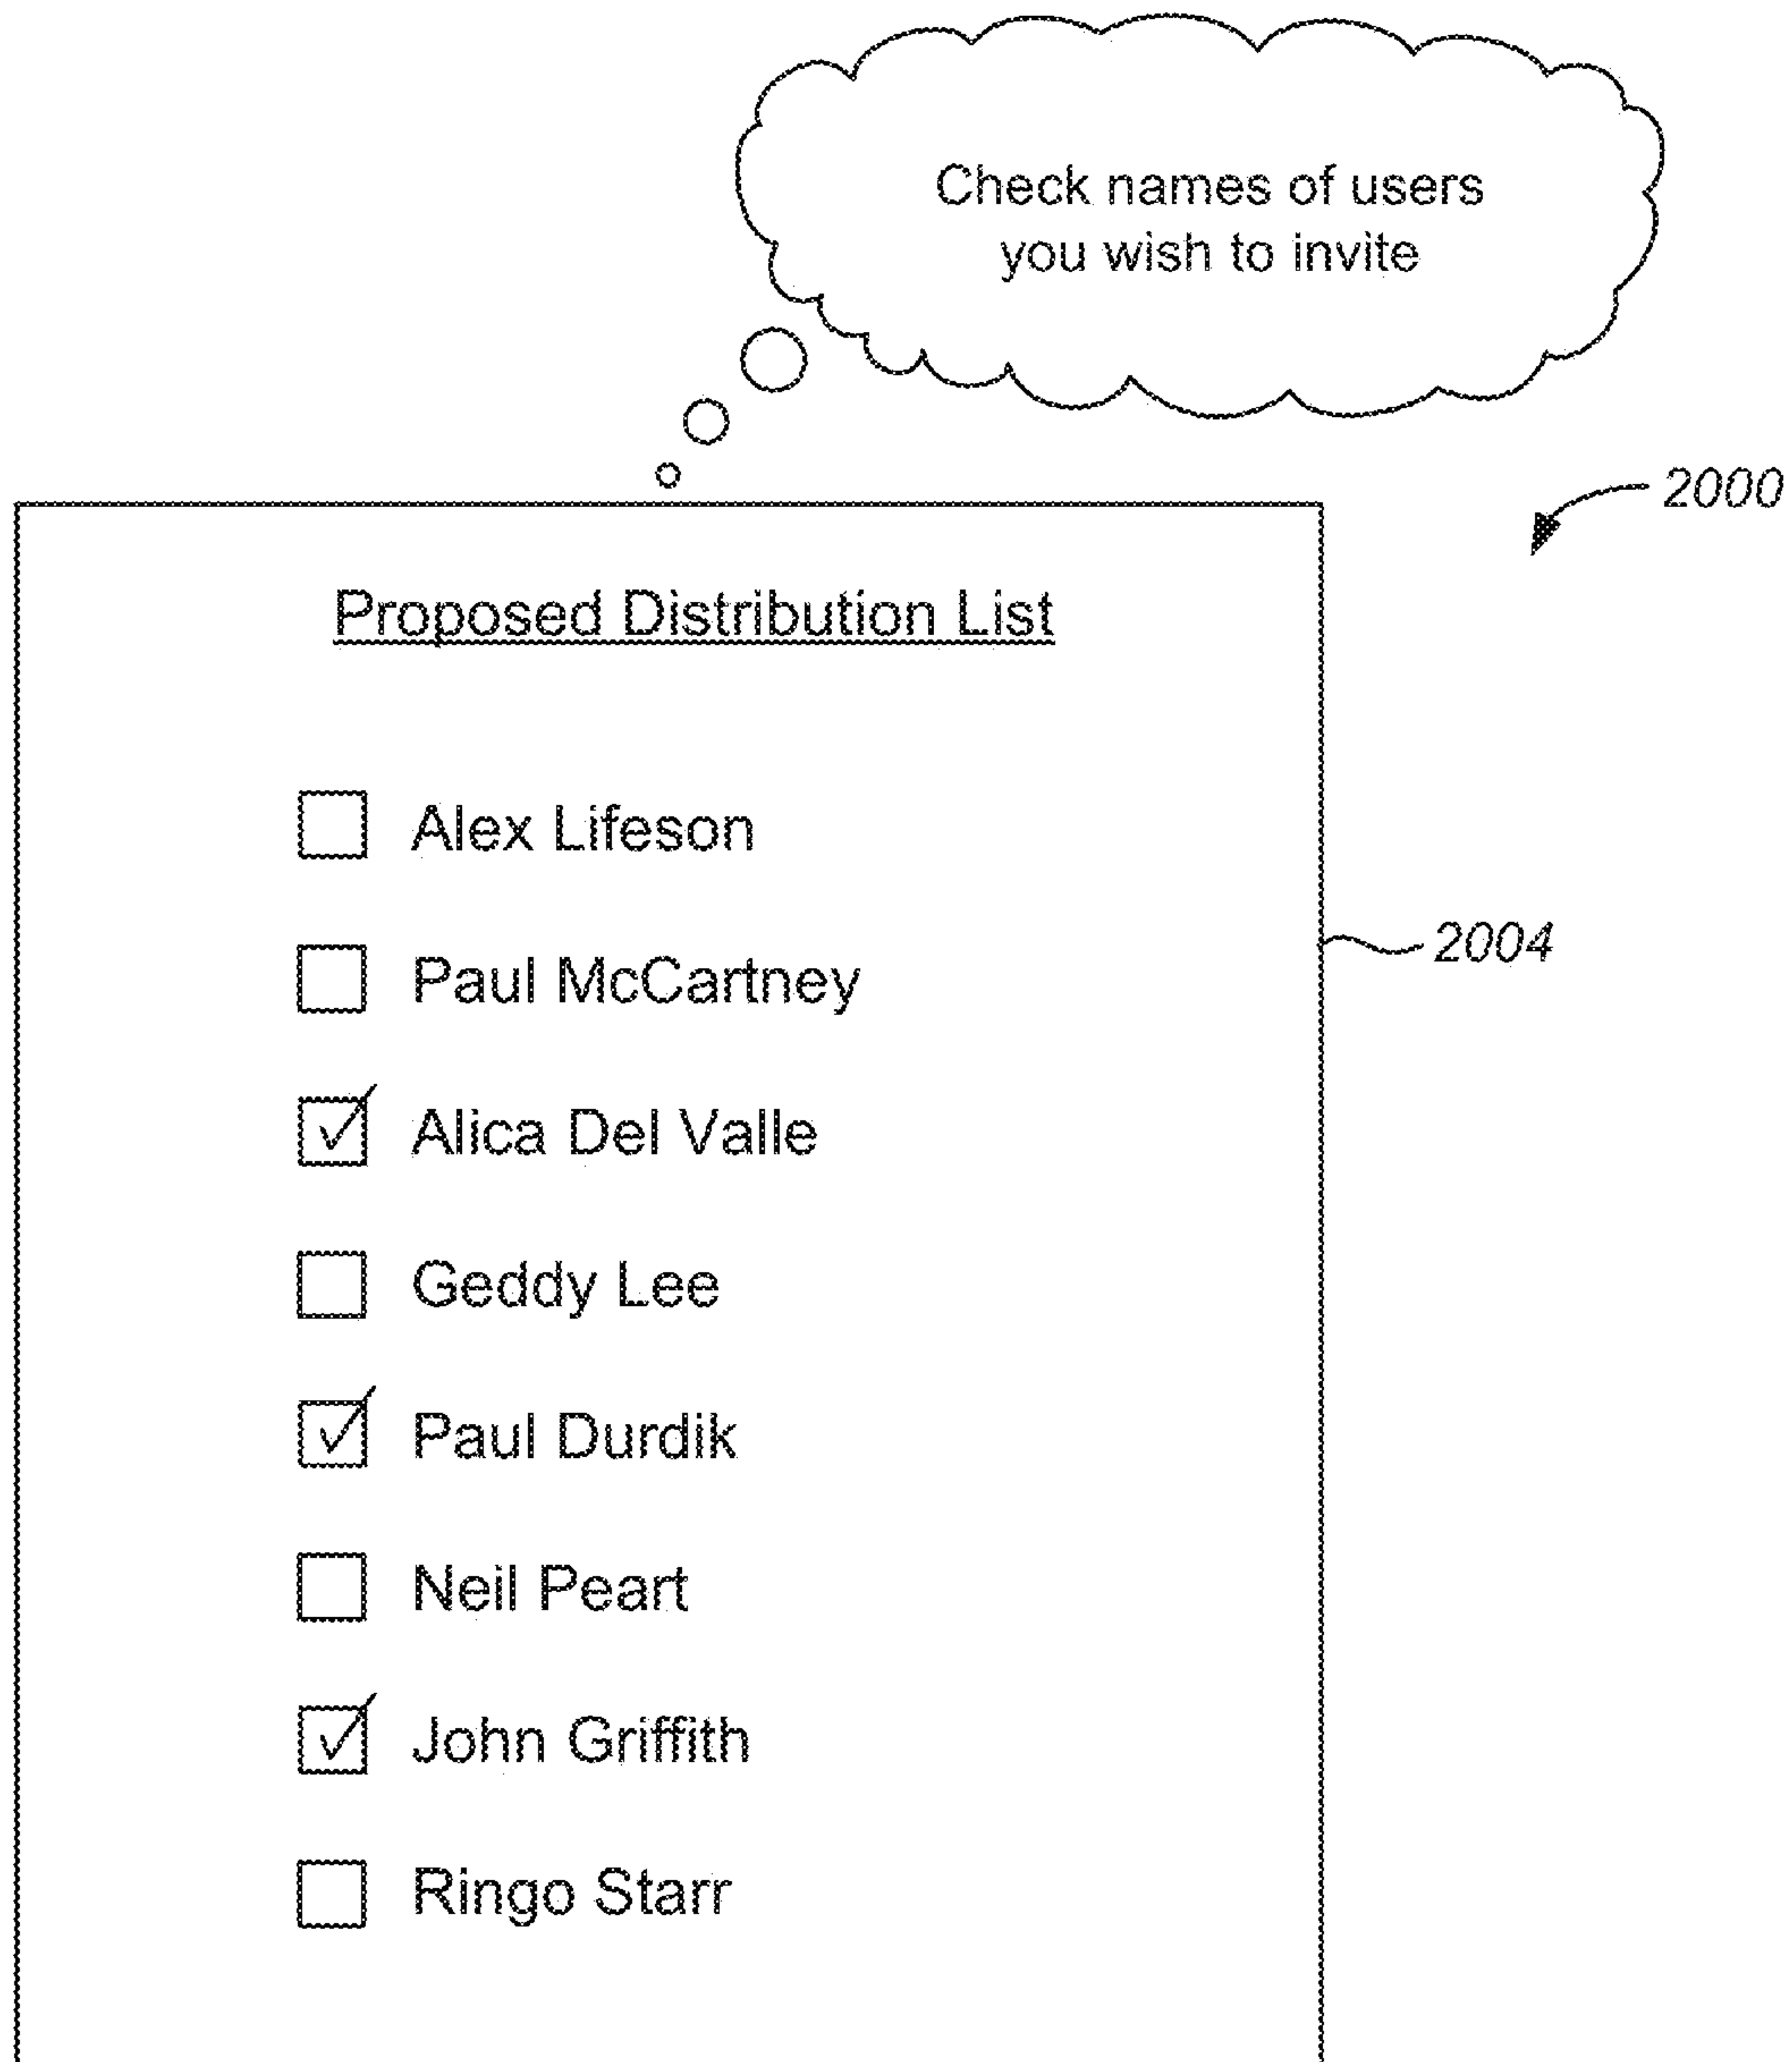 Check names of users
you wish to invite
2000
Proposed Distribution List
Alex Lifeson
Paul McCartney
2004
Alica Del Valle
Geddy Lee
Paul Durdik
Neil Peart
John Griffith
Ringo Starr